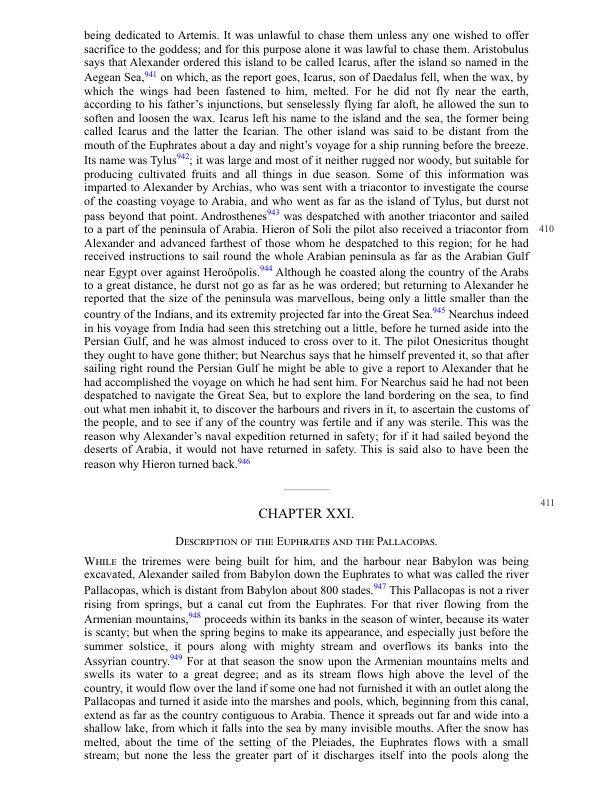 being dedicated to Artemis. It was unlawful to chase them unless any one wished to offer
sacrifice to the goddess; and for this purpose alone it was lawful to chase them. Aristobulus
says that Alexander ordered this island to be called Icarus, after the island so named in the
Aegean Sea,941 on which, as the report goes, Icarus, son of Daedalus fell, when the wax, by
which the wings had been fastened to him, melted. For he did not fly near the earth,
according to his father's injunctions, but senselessly flying far aloft, he allowed the sun to
soften and loosen the wax. Icarus left his name to the island and the sea, the former being
called Icarus and the latter the Icarian. The other island was said to be distant from the
mouth of the Euphrates about a day and night's voyage for a ship running before the breeze.
Its name was Tylus942; it was large and most of it neither rugged nor woody, but suitable for
producing cultivated fruits and all things in due season. Some of this information was
imparted to Alexander by Archias, who was sent with a triacontor to investigate the course
of the coasting voyage to Arabia, and who went as far as the island of Tylus, but durst not
pass beyond that point. Androsthenes943 was despatched with another triacontor and sailed
to a part of the peninsula of Arabia. Hieron of Soli the pilot also received a triacontor from 410
Alexander and advanced farthest of those whom he despatched to this region; for he had
received instructions to sail round the whole Arabian peninsula as far as the Arabian Gulf
near Egypt over against Heroöpolis.944 Although he coasted along the country of the Arabs
to a great distance, he durst not go as far as he was ordered; but returning to Alexander he
reported that the size of the peninsula was marvellous, being only a little smaller than the
country of the Indians, and its extremity projected far into the Great Sea.945 Nearchus indeed
in his voyage from India had seen this stretching out a little, before he turned aside into the
Persian Gulf, and he was almost induced to cross over to it. The pilot Onesicritus thought
they ought to have gone thither; but Nearchus says that he himself prevented it, so that after
sailing right round the Persian Gulf he might be able to give a report to Alexander that he
had accomplished the voyage on which he had sent him. For Nearchus said he had not been
despatched to navigate the Great Sea, but to explore the land bordering on the sea, to find
out what men inhabit it, to discover the harbours and rivers in it, to ascertain the customs of
the people, and to see if any of the country was fertile and if any was sterile. This was the
reason why Alexander's naval expedition returned in safety; for if it had sailed beyond the
deserts of Arabia, it would not have returned in safety. This is said also to have been the
reason why Hieron turned back.946
411
CHAPTER XXI.
Description of the Euphrates and the Pallacopas.
While the triremes were being built for him, and the harbour near Babylon was being
excavated, Alexander sailed from Babylon down the Euphrates to what was called the river
Pallacopas, which is distant from Babylon about 800 stades.947 This Pallacopas is not a river
rising from springs, but a canal cut from the Euphrates. For that river flowing from the
Armenian mountains,948 proceeds within its banks in the season of winter, because its water
is scanty; but when the spring begins to make its appearance, and especially just before the
summer solstice, it pours along with mighty stream and overflows its banks into the
Assyrian country.949 For at that season the snow upon the Armenian mountains melts and
swells its water to a great degree; and as its stream flows high above the level of the
country, it would flow over the land if some one had not furnished it with an outlet along the
Pallacopas and turned it aside into the marshes and pools, which, beginning from this canal,
extend as far as the country contiguous to Arabia. Thence it spreads out far and wide into a
shallow lake, from which it falls into the sea by many invisible mouths. After the snow has
melted, about the time of the setting of the Pleiades, the Euphrates flows with a small
stream; but none the less the greater part of it discharges itself into the pools along the